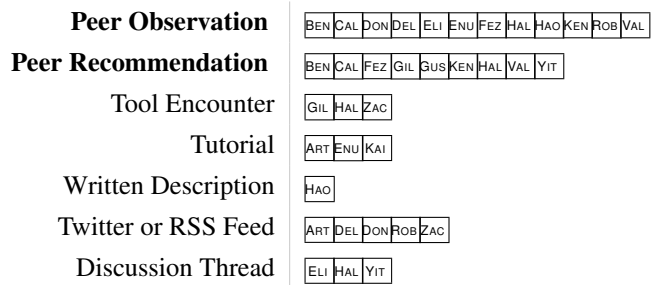 Peer Observation BEN CAL DON DEL ELI ENU FEZ HAL HAO KEN ROB VAL
Peer Recommendation BEN CAL FEZ GIL GUS KEN HAL VAL YIT
Tool Encounter GIL HAL ZAC
Tutorial ART ENU KAI
Written Description HAO
Twitter or RSS Feed ART DEL DON ROB ZAC
Discussion Thread ELI HAL YIT